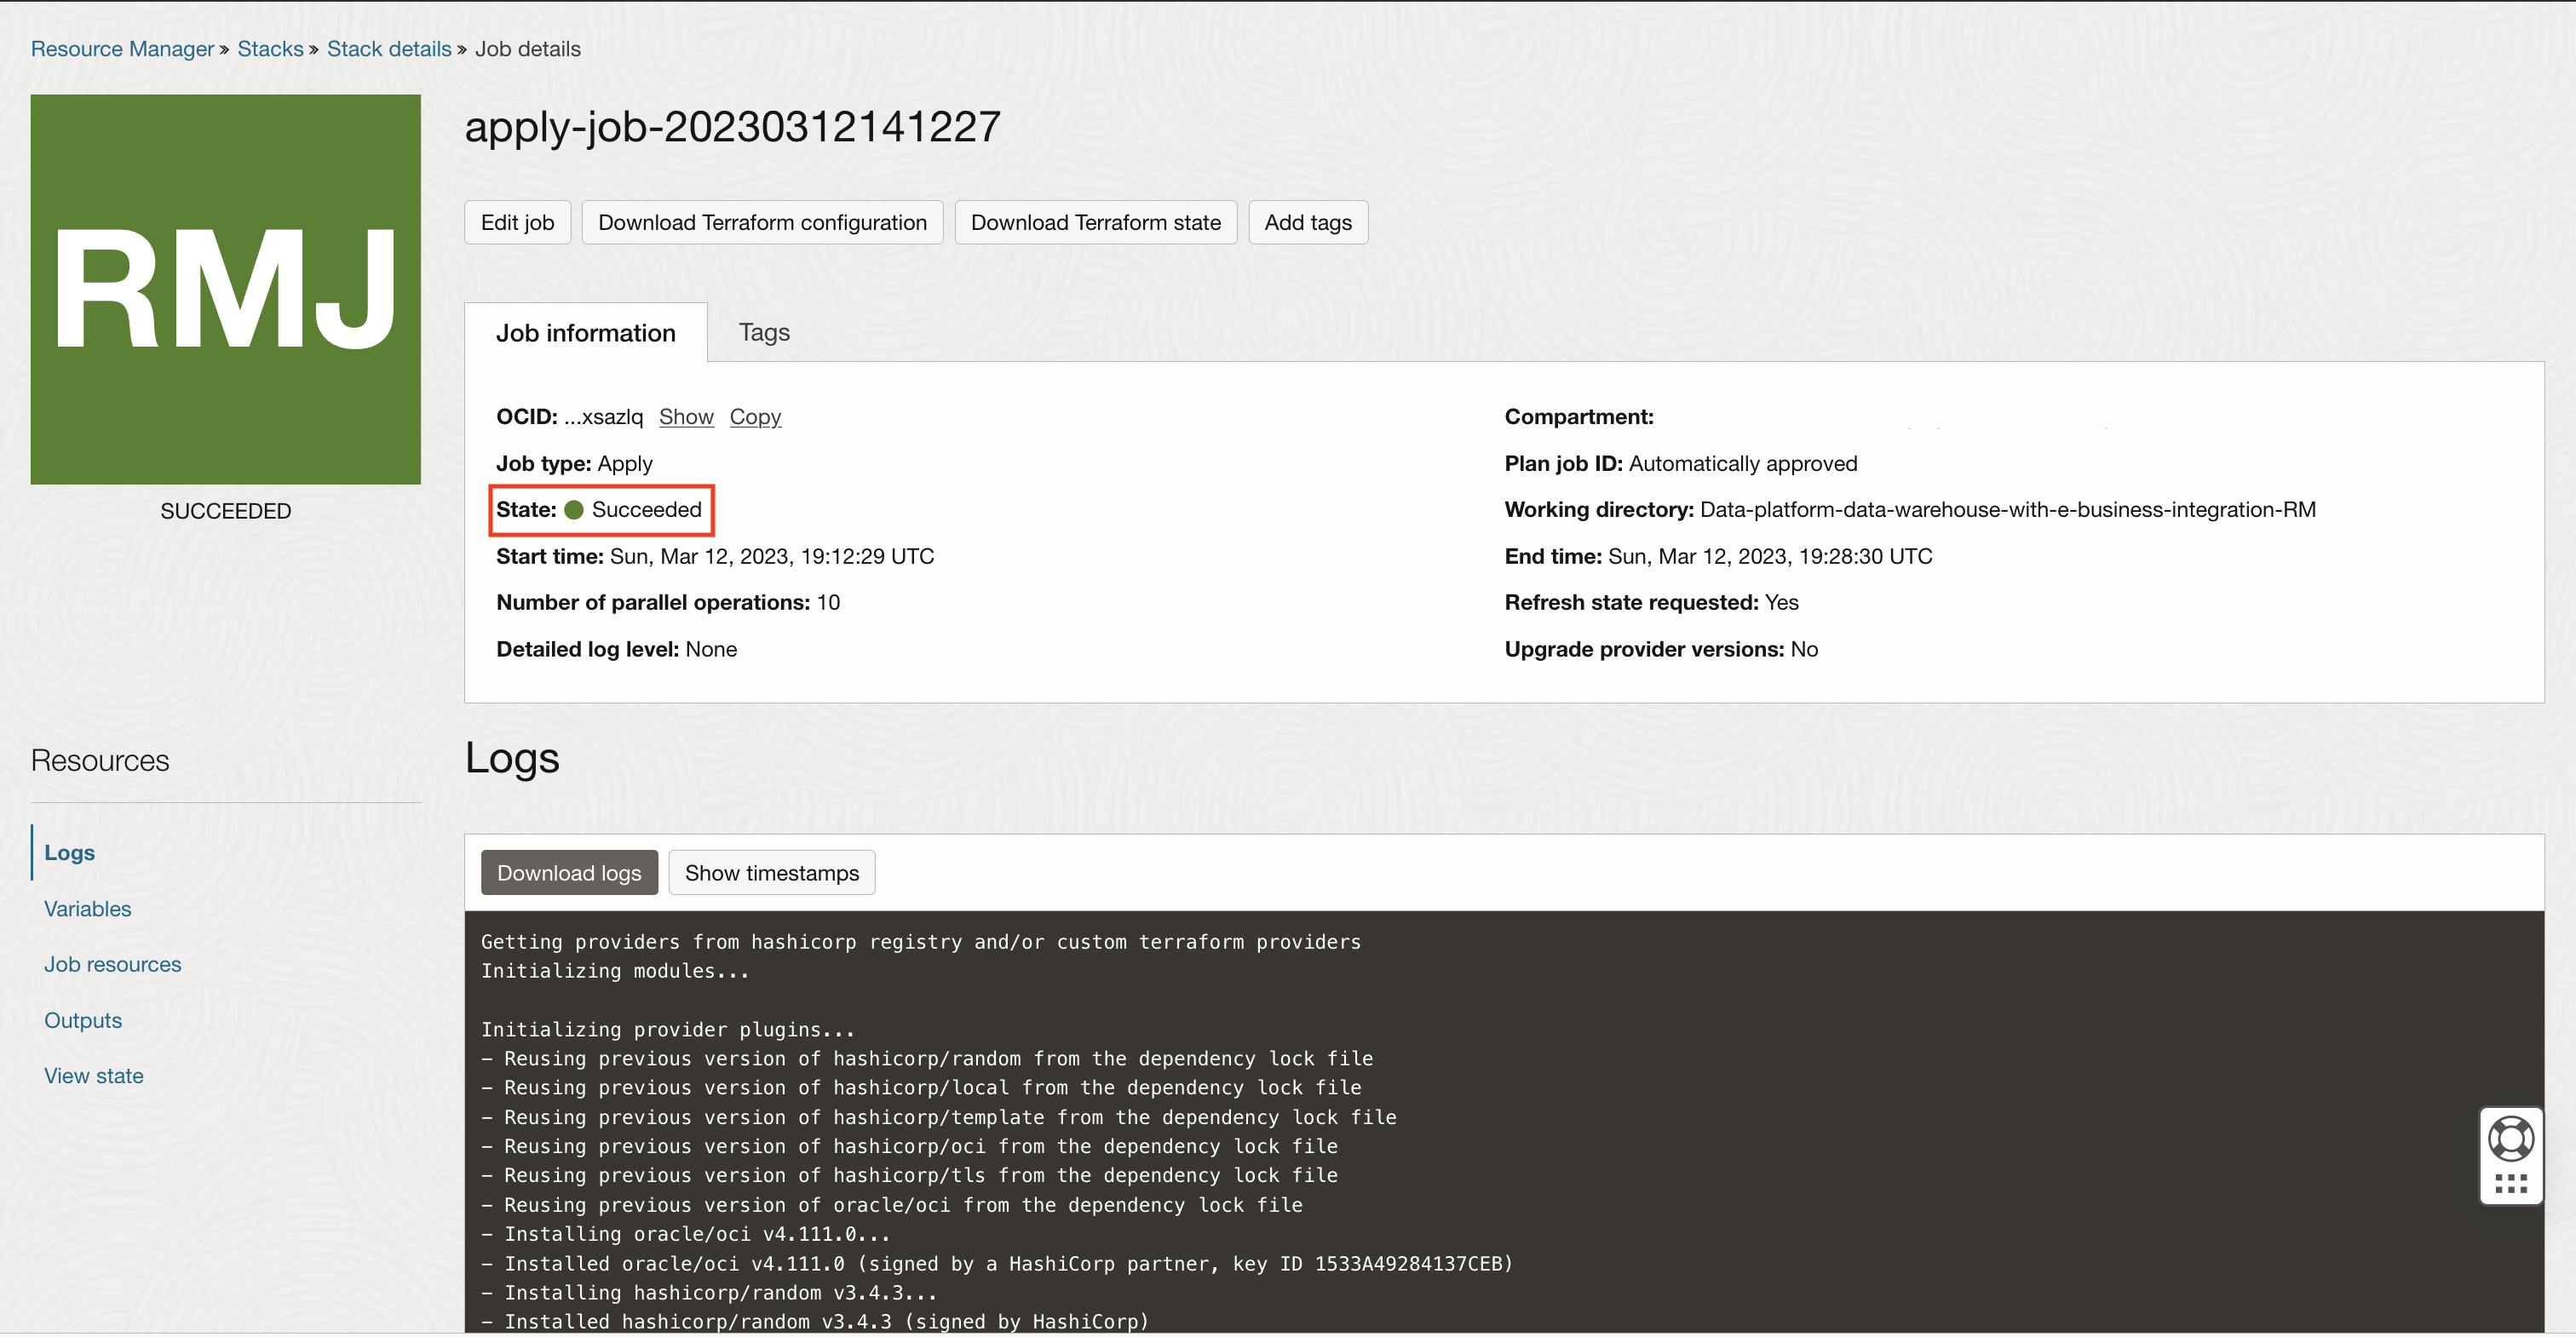 Resource Manager » Stacks » Stack details » Job details
RMJ
SUCCEEDED
apply-job-20230312141227
Edit job
Download Terraform configuration
Download Terraform state
Add tags
Job information
Tags
OCID: ...xsazlq Show Copy
Compartment:
Job type: Apply
Plan job ID: Automatically approved
State: Succeeded
Working directory: Data-platform-data-warehouse-with-e-business-integration-RM
Start time: Sun, Mar 12, 2023, 19:12:29 UTC
End time: Sun, Mar 12, 2023, 19:28:30 UTC
Number of parallel operations: 10
Refresh state requested: Yes
Detailed log level: None
Upgrade provider versions: No
Resources
Logs
Variables
Job resources
Outputs
View state
Logs
Download logs
Show timestamps
Getting providers from hashicorp registry and/or custom terraform providers
Initializing modules...
Initializing provider plugins...
- Reusing previous version of hashicorp/random from the dependency lock file
- Reusing previous version of hashicorp/local from the dependency lock file
- Reusing previous version of hashicorp/template from the dependency lock file
- Reusing previous version of hashicorp/oci from the dependency lock file
- Reusing previous version of hashicorp/tls from the dependency lock file
- Reusing previous version of oracle/oci from the dependency lock file
- Installing oracle/oci v4.111.0...
- Installed oracle/oci v4.111.0 (signed by a HashiCorp partner, key ID 1533A49284137CEB)
- Installing hashicorp/random v3.4.3...
- Installed hashicorp/random v3.4.3 (signed by HashiCorp)